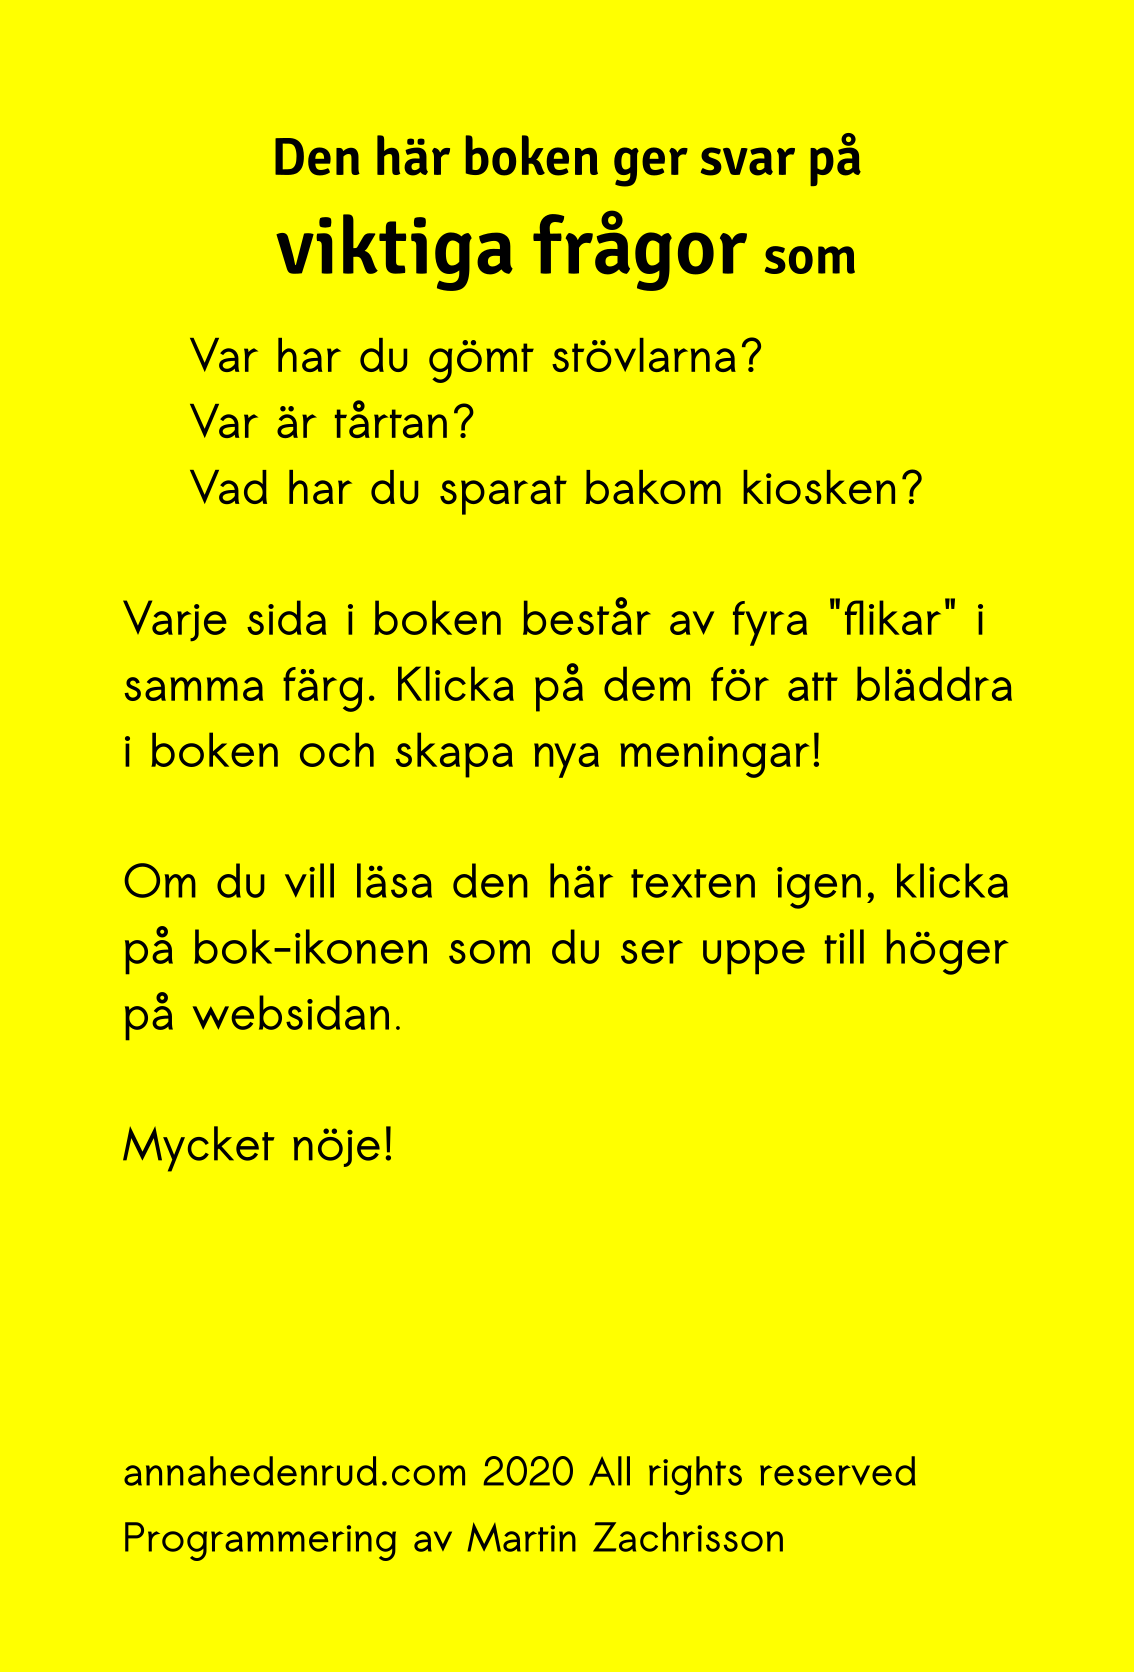 Den här boken ger svar på
viktiga frågor som
Var har du gömt stövlarna?
Var är tårtan?
Vad har du sparat bakom kiosken?
Varje sida i boken består av fyra "flikar" i
samma färg. Klicka på dem för att bläddra
i boken och skapa nya meningar!
Om du vill läsa den här texten igen, klicka
på bok-ikonen som du ser uppe till höger
på websidan.
Mycket nöje!
annahedenrud.com 2020 All rights reserved
Programmering av Martin Zachrisson